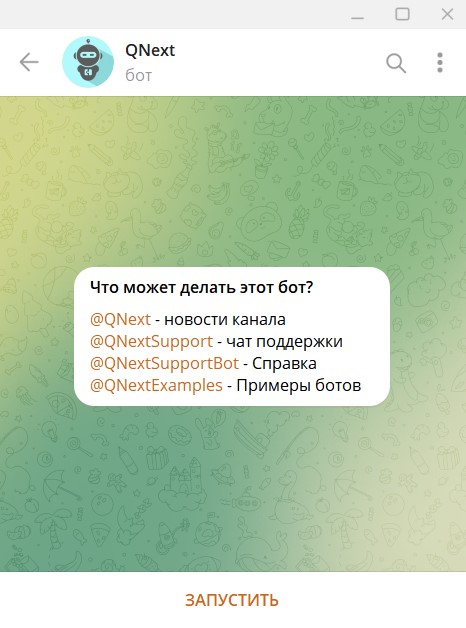 QNext
бот
Что может делать этот бот?
@QNext - новости канала
@QNextSupport - чат поддержки
@QNextSupportBot - Справка
@QNextExamples - Примеры ботов
ЗАПУСТИТЬ